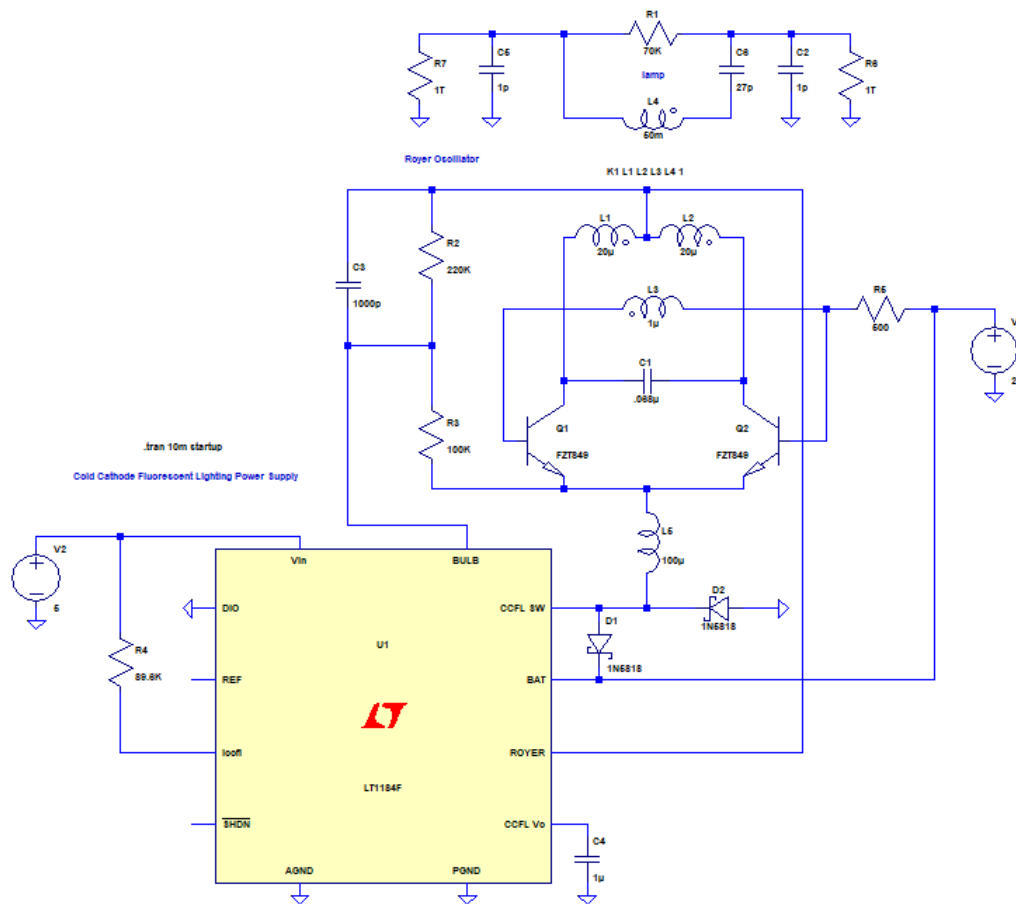 R1
70K
lamp
R7
1T
C5
1p
C6
27p
C2
1p
R6
1T
L4
50m
Royer Oscillator
K1 L1 L2 L3 L4 1
L1
20µ
L2
20µ
R2
220K
C3
1000p
L3
1µ
R5
500
V
2
C1
.068µ
R3
100K
Q1
FZT849
Q2
FZT849
.tran 10m startup
Cold Cathode Fluorescent Lighting Power Supply
L5
100µ
V2
5
Vin
BULB
DIO
CCFL SW
D1
1N5818
D2
1N5818
U1
R4
89.6K
REF
BAT
Iccfl
ROYER
LT1184F
SHDN
CCFL Vo
C4
1µ
AGND
PGND